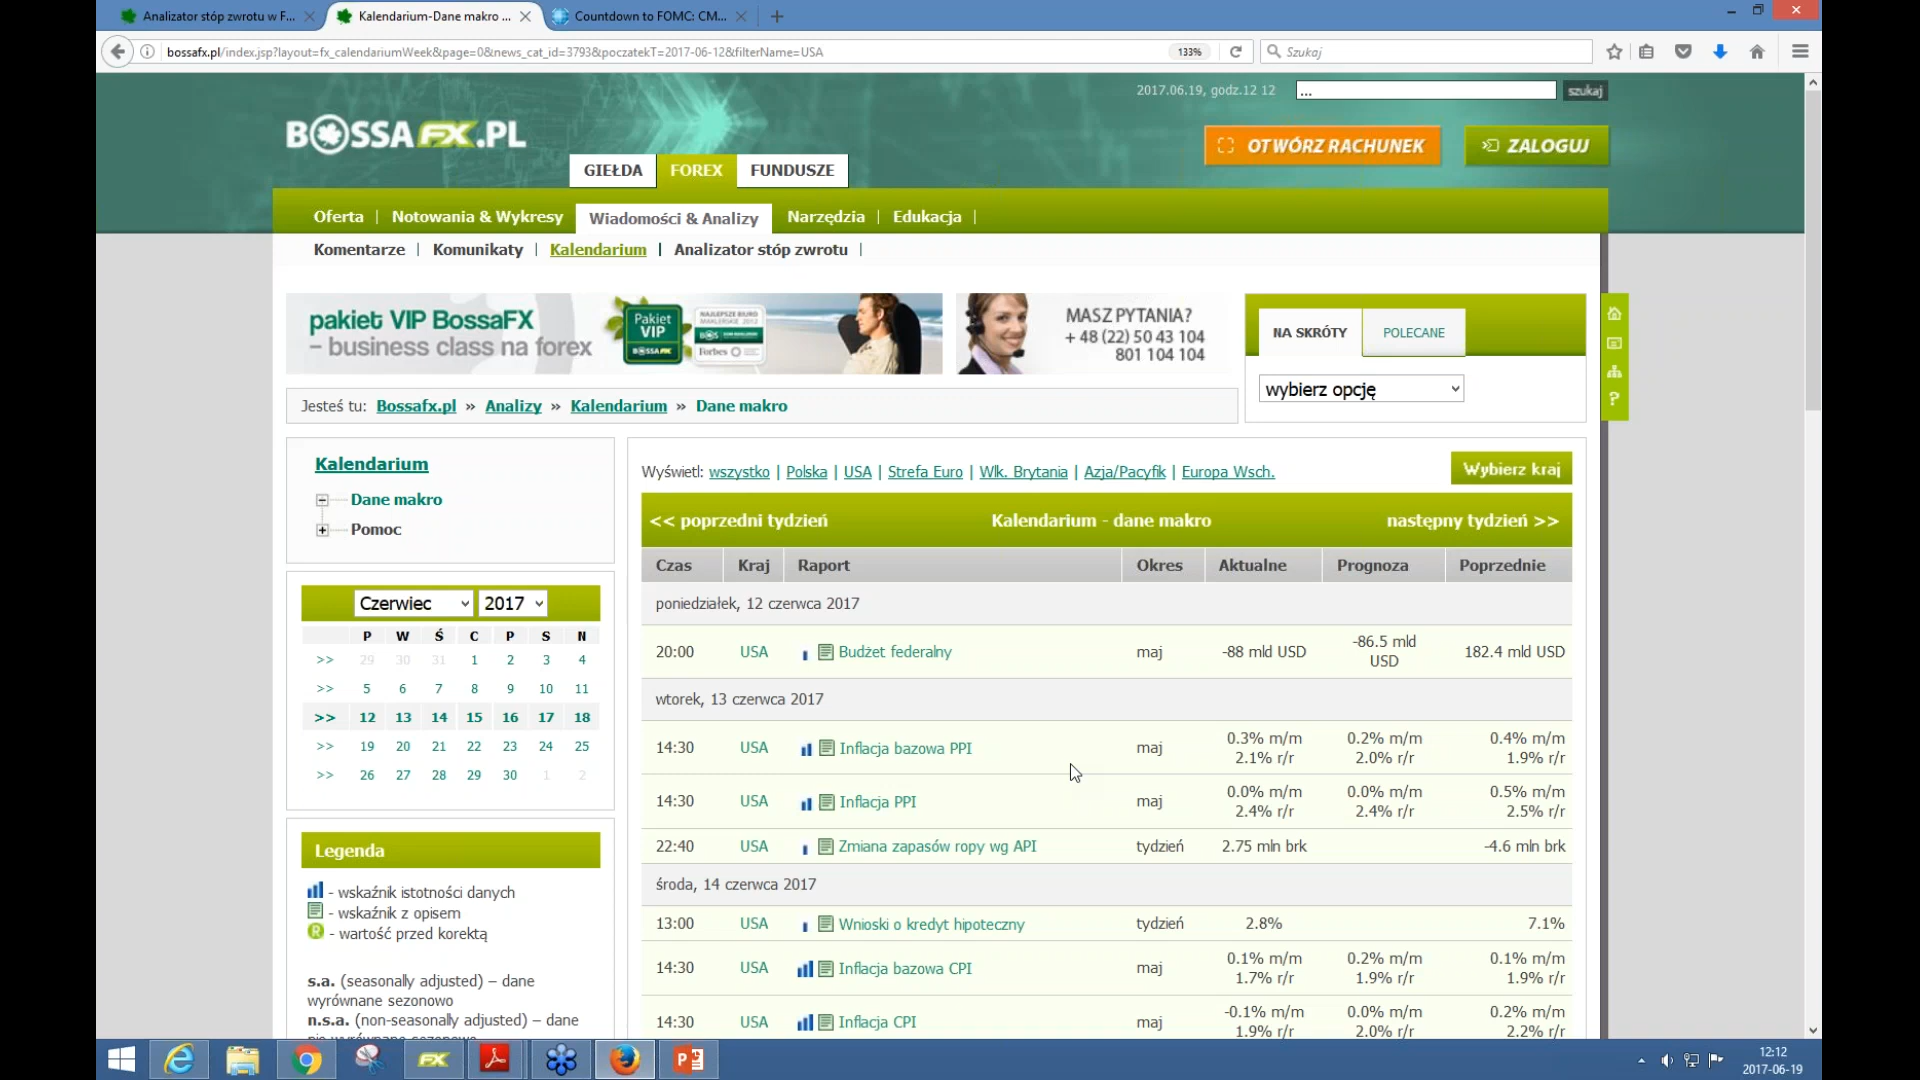 Analizator stóp zwrotu w F...
Kalendarium-Dane makro ...
Countdown to FOMC: CM...
bossafx.pl/index.jsp?layout=fx_calendariumWeek&page=0&news_cat_id=3793&poczatekT=2017-06-12&filterName=USA
133%
Szukaj
2017.06.19, godz.12 12
...
szukaj
BOSSAFX.PL
OTWÓRZ RACHUNEK
ZALOGUJ
GIEŁDA FOREX FUNDUSZE
Oferta | Notowania & Wykresy Wiadomości & Analizy Narzędzia | Edukacja |
Komentarze | Komunikaty | Kalendarium | Analizator stóp zwrotu |
pakiet VIP BossaFX
– business class na forex
Pakiet
VIP
BOSSAFX
NAJLEPSZE BIURO
MAKLERSKIE 2012
Forbes
MASZ PYTANIA?
+ 48 (22) 50 43 104
801 104 104
NA SKRÓTY POLECANE
wybierz opcję
Jesteś tu: Bossafx.pl » Analizy » Kalendarium » Dane makro
Kalendarium
Dane makro
Pomoc
Czerwiec 2017
P W Ś C P S N
>> 29 30 31 1 2 3 4
>> 5 6 7 8 9 10 11
>> 12 13 14 15 16 17 18
>> 19 20 21 22 23 24 25
>> 26 27 28 29 30 1 2
Legenda
- wskaźnik istotności danych
- wskaźnik z opisem
R - wartość przed korektą
s.a. (seasonally adjusted) – dane
wyrównane sezonowo
n.s.a. (non-seasonally adjusted) – dane
Wyświetl: wszystko | Polska | USA | Strefa Euro | Wlk. Brytania | Azja/Pacyfik | Europa Wsch.
Wybierz kraj
<< poprzedni tydzień Kalendarium - dane makro następny tydzień >>
Czas Kraj Raport Okres Aktualne Prognoza Poprzednie
poniedziałek, 12 czerwca 2017
20:00 USA Budżet federalny maj -88 mld USD -86.5 mld USD 182.4 mld USD
wtorek, 13 czerwca 2017
14:30 USA Inflacja bazowa PPI maj 0.3% m/m 0.2% m/m 0.4% m/m
2.1% r/r 2.0% r/r 1.9% r/r
14:30 USA Inflacja PPI maj 0.0% m/m 0.0% m/m 0.5% m/m
2.4% r/r 2.4% r/r 2.5% r/r
22:40 USA Zmiana zapasów ropy wg API tydzień 2.75 mln brk -4.6 mln brk
środa, 14 czerwca 2017
13:00 USA Wnioski o kredyt hipoteczny tydzień 2.8% 7.1%
14:30 USA Inflacja bazowa CPI maj 0.1% m/m 0.2% m/m 0.1% m/m
1.7% r/r 1.9% r/r 1.9% r/r
14:30 USA Inflacja CPI maj -0.1% m/m 0.0% m/m 0.2% m/m
1.9% r/r 2.0% r/r 2.2% r/r
FX
12:12
2017-06-19